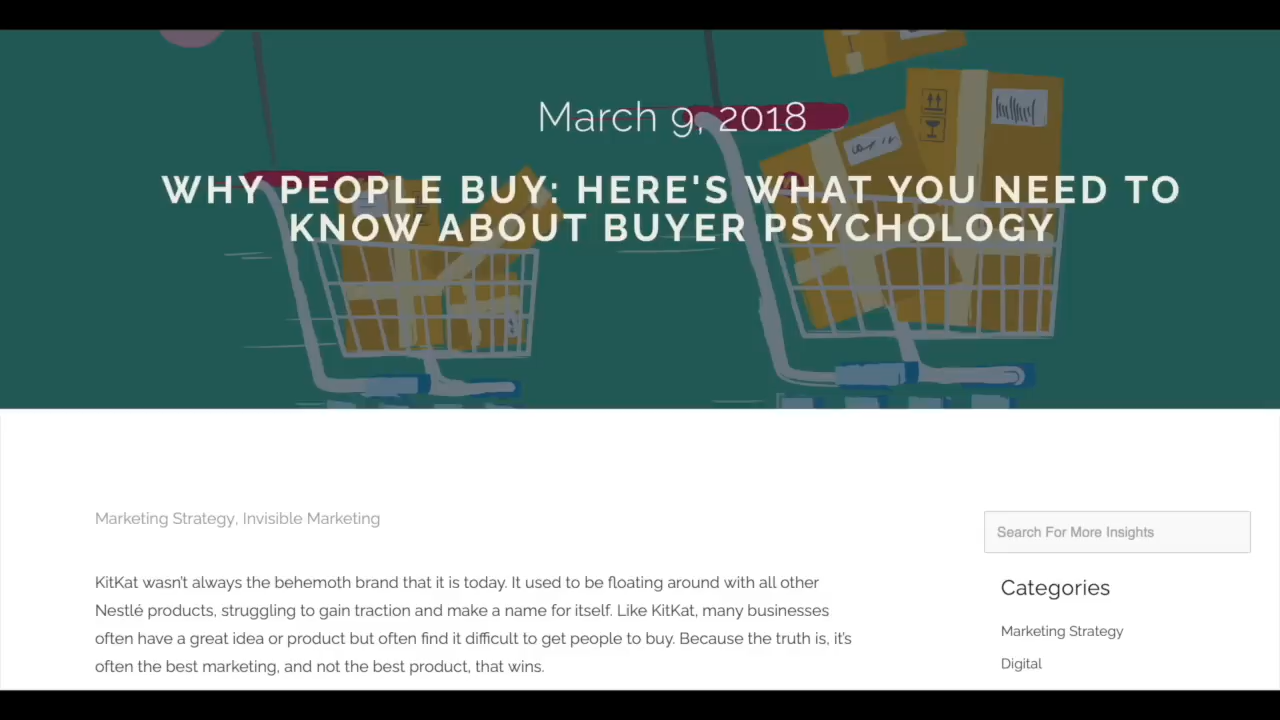 March 9, 2018
WHY PEOPLE BUY: HERE'S WHAT YOU NEED TO
KNOW ABOUT BUYER PSYCHOLOGY
Marketing Strategy, Invisible Marketing
KitKat wasn't always the behemoth brand that it is today. It used to be floating around with all other
Nestlé products, struggling to gain traction and make a name for itself. Like KitKat, many businesses
often have a great idea or product but often find it difficult to get people to buy. Because the truth is, it's
often the best marketing, and not the best product, that wins.
Search For More Insights
Categories
Marketing Strategy
Digital